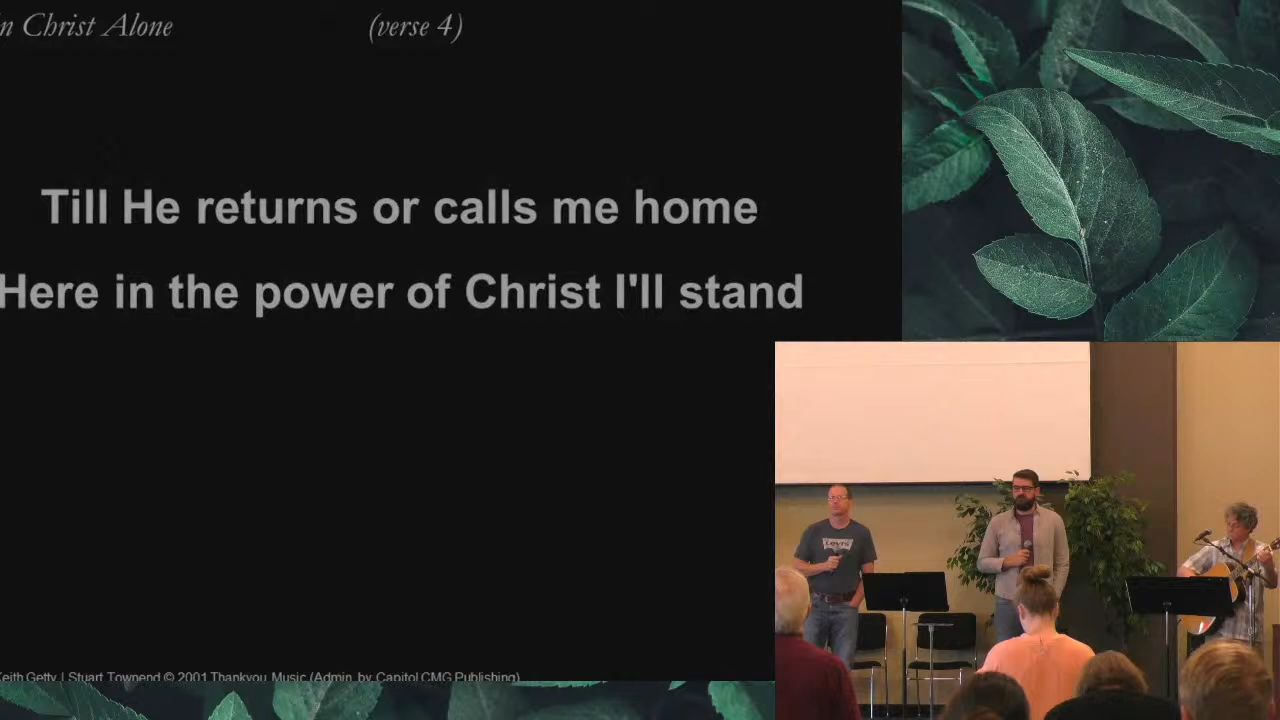 n Christ Alone (verse 4)
Till He returns or calls me home
Here in the power of Christ I'll stand
Keith Getty | Stuart Townend © 2001 Thankyou Music (Admin. by Capitol CMG Publishing)
Levi's